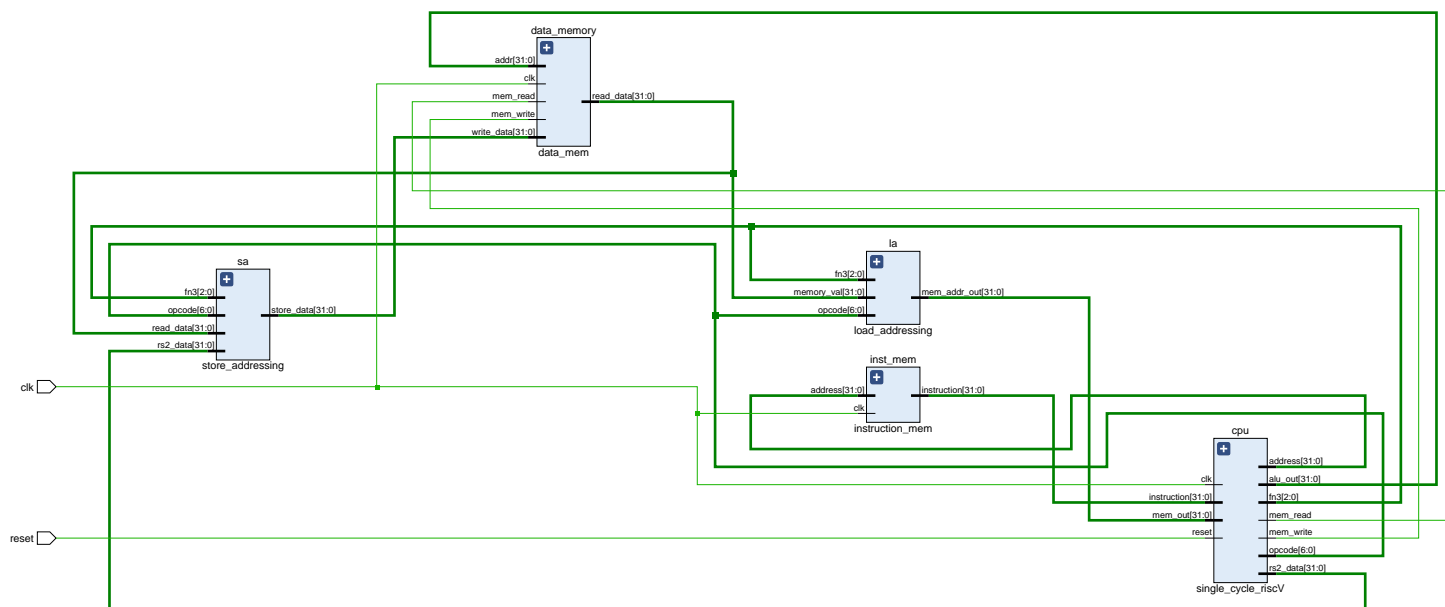 data_memory
addr[31:0]
clk
mem_read
mem_write
write_data[31:0]
read_data[31:0]
data_mem
sa
fn3[2:0]
opcode[6:0]
read_data[31:0]
rs2_data[31:0]
store_data[31:0]
store_addressing
la
fn3[2:0]
memory_val[31:0]
opcode[6:0]
mem_addr_out[31:0]
load_addressing
inst_mem
address[31:0]
clk
instruction[31:0]
instruction_mem
clk
reset
cpu
clk
instruction[31:0]
mem_out[31:0]
reset
address[31:0]
alu_out[31:0]
fn3[2:0]
mem_read
mem_write
opcode[6:0]
rs2_data[31:0]
single_cycle_riscV